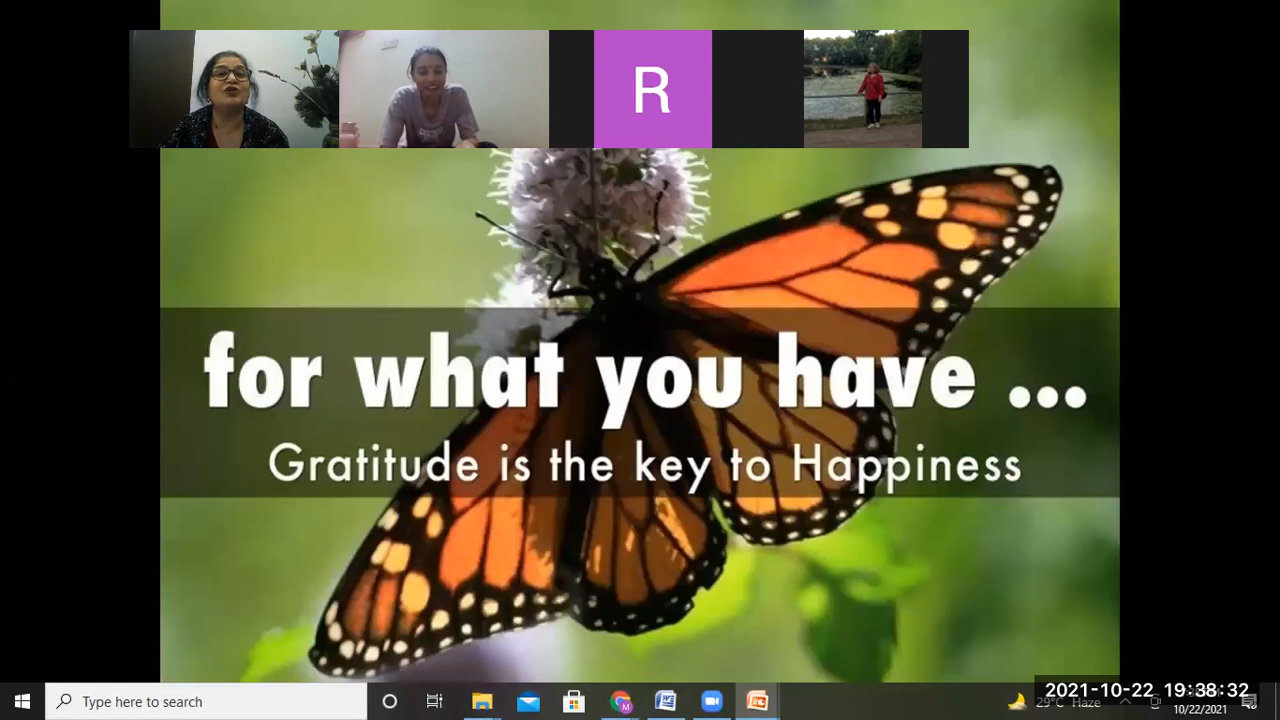 R
for what you have ...
Gratitude is the key to Happiness
Type here to search
2021-10-22 19:38:32
29°C Haze
10/22/2021